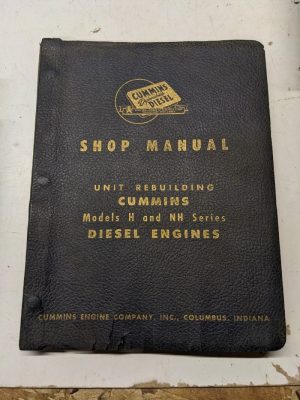 CUMMINS
DIESEL
SHOP MANUAL
UNIT REBUILDING
CUMMINS
Models H and NH Series
DIESEL ENGINES
CUMMINS ENGINE COMPANY, INC., COLUMBUS, INDIANA